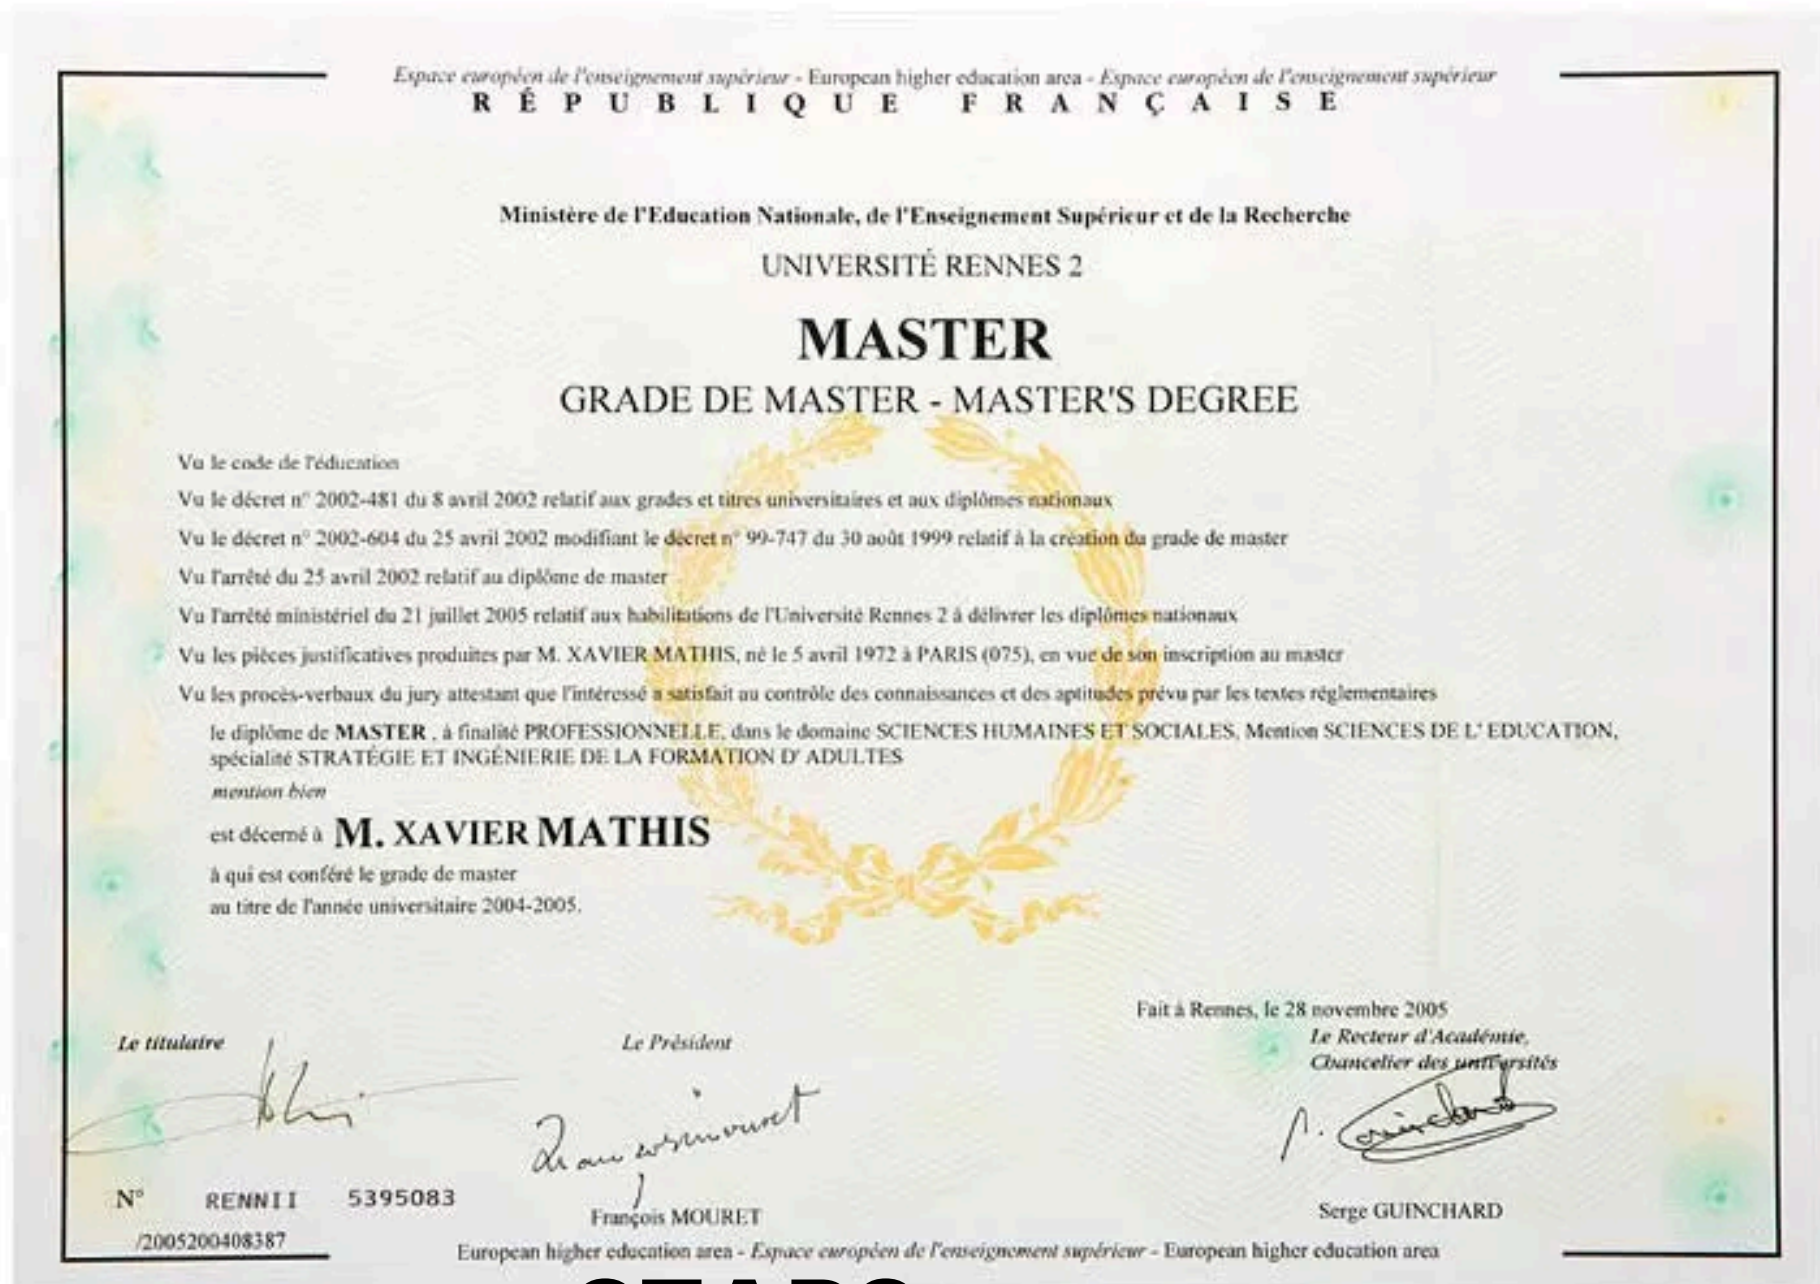 Espace européen de l'enseignement supérieur - European higher education area - Espace européen de l'enseignement supérieur
RÉPUBLIQUE FRANÇAISE
Ministère de l'Education Nationale, de l'Enseignement Supérieur et de la Recherche
UNIVERSITÉ RENNES 2
MASTER
GRADE DE MASTER - MASTER'S DEGREE
Vu le code de l'éducation
Vu le décret n° 2002-481 du 8 avril 2002 relatif aux grades et titres universitaires et aux diplômes nationaux
Vu le décret n° 2002-604 du 25 avril 2002 modifiant le décret n° 99-747 du 30 août 1999 relatif à la création du grade de master
Vu l'arrêté du 25 avril 2002 relatif au diplôme de master
Vu l'arrêté ministériel du 21 juillet 2005 relatif aux habilitations de l'Université Rennes 2 à délivrer les diplômes nationaux
Vu les pièces justificatives produites par M. XAVIER MATHIS, né le 5 avril 1972 à PARIS (075), en vue de son inscription au master
Vu les procès-verbaux du jury attestant que l'intéressé a satisfait au contrôle des connaissances et des aptitudes prévu par les textes réglementaires
le diplôme de MASTER , à finalité PROFESSIONNELLE, dans le domaine SCIENCES HUMAINES ET SOCIALES, Mention SCIENCES DE L' EDUCATION,
spécialité STRATÉGIE ET INGÉNIERIE DE LA FORMATION D' ADULTES
mention bien
est décerné à M. XAVIER MATHIS
à qui est conféré le grade de master
au titre de l'année universitaire 2004-2005.
Fait à Rennes, le 28 novembre 2005
Le titulaire
Le Président
Le Recteur d'Académie,
Chancelier des universités
N° RENNII 5395083
/2005200408387
François MOURET
Serge GUINCHARD
European higher education area - Espace européen de l'enseignement supérieur - European higher education area